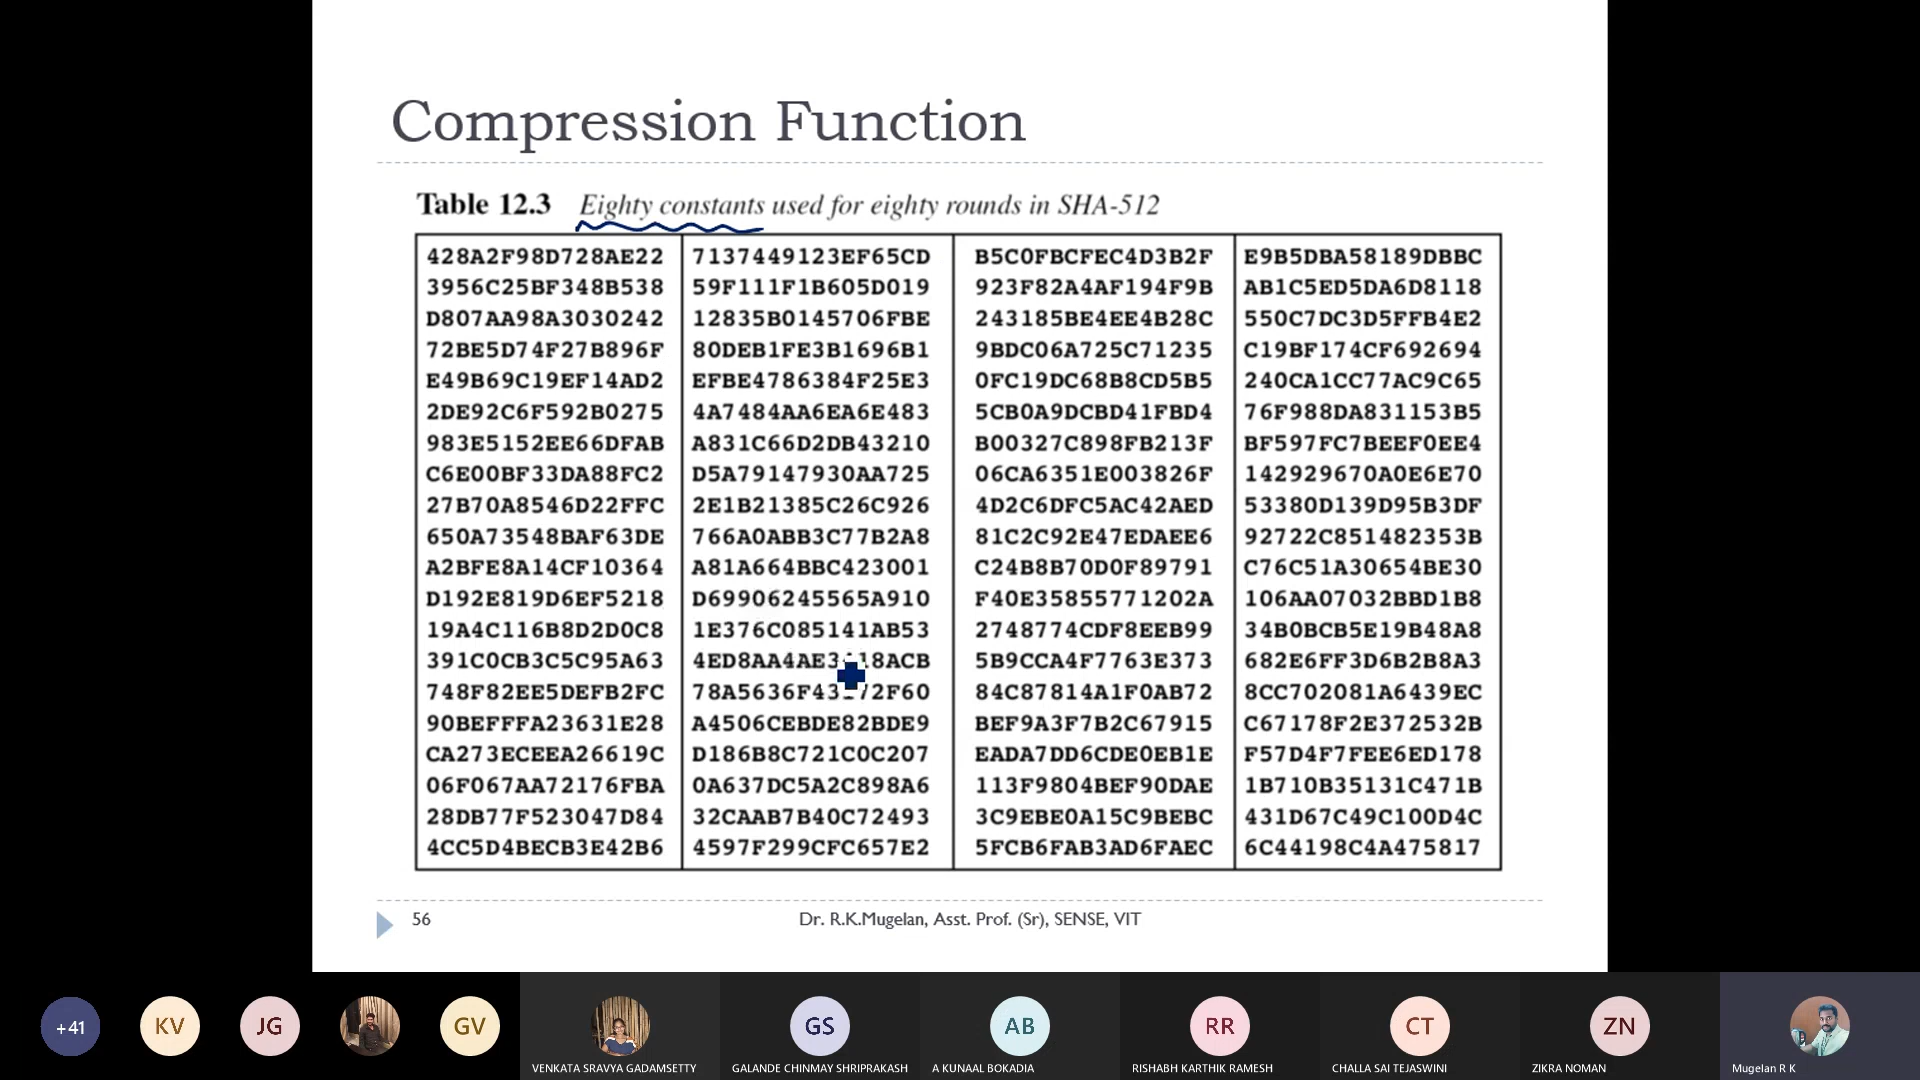 Compression Function
Table 12.3 Eighty constants used for eighty rounds in SHA-512
428A2F98D728AE22 7137449123EF65CD B5C0FBCFEC4D3B2F E9B5DBA58189DBBC
3956C25BF348B538 59F111F1B605D019 923F82A4AF194F9B AB1C5ED5DA6D8118
D807AA98A3030242 12835B0145706FBE 243185BE4EE4B28C 550C7DC3D5FFB4E2
72BE5D74F27B896F 80DEB1FE3B1696B1 9BDC06A725C71235 C19BF174CF692694
E49B69C19EF14AD2 EFBE4786384F25E3 0FC19DC68B8CD5B5 240CA1CC77AC9C65
2DE92C6F592B0275 4A7484AA6EA6E483 5CB0A9DCBD41FBD4 76F988DA831153B5
983E5152EE66DFAB A831C66D2DB43210 B00327C898FB213F BF597FC7BEEF0EE4
C6E00BF33DA88FC2 D5A79147930AA725 06CA6351E003826F 142929670A0E6E70
27B70A8546D22FFC 2E1B21385C26C926 4D2C6DFC5AC42AED 53380D139D95B3DF
650A73548BAF63DE 766A0ABB3C77B2A8 81C2C92E47EDAEE6 92722C851482353B
A2BFE8A14CF10364 A81A664BBC423001 C24B8B70D0F89791 C76C51A30654BE30
D192E819D6EF5218 D69906245565A910 F40E35855771202A 106AA07032BBD1B8
19A4C116B8D2D0C8 1E376C085141AB53 2748774CDF8EEB99 34B0BCB5E19B48A8
391C0CB3C5C95A63 5B9CCA4F7763E373 682E6FF3D6B2B8A3
748F82EE5DEFB2FC 84C87814A1F0AB72 8CC702081A6439EC
90BEFFFA23631E28 A4506CEBDE82BDE9 BEF9A3F7B2C67915 C67178F2E372532B
CA273ECEEA26619C D186B8C721C0C207 EADA7DD6CDE0EB1E F57D4F7FEE6ED178
06F067AA72176FBA 0A637DC5A2C898A6 113F9804BEF90DAE 1B710B35131C471B
28DB77F523047D84 32CAAB7B40C72493 3C9EBE0A15C9BEBC 431D67C49C100D4C
4CC5D4BECB3E42B6 4597F299CFC657E2 5FCB6FAB3AD6FAEC 6C44198C4A475817
56 Dr. R.K.Mugelan, Asst. Prof. (Sr), SENSE, VIT
+41 KV JG GV GS AB RR CT ZN
VENKATA SRAVYA GADAMSETTY GALANDE CHINMAY SHRIPRAKASH A KUNAAL BOKADIA RISHABH KARTHIK RAMESH CHALLA SAI TEJASWINI ZIKRA NOMAN Mugelan R K